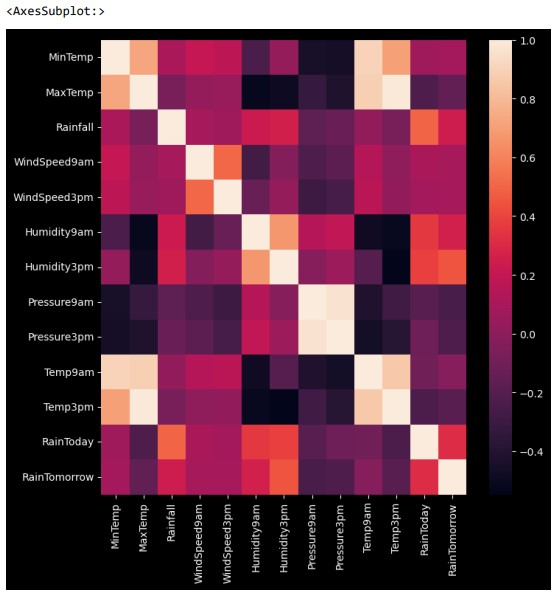 <AxesSubplot:>
1.0
MinTemp
MaxTemp
0.8
Rainfall
0.6
WindSpeed9am
WindSpeed3pm
0.4
Humidity9am
Humidity3pm
0.2
Pressure9am
0.0
Pressure3pm
Temp9am
−0.2
Temp3pm
RainToday
−0.4
RainTomorrow
MinTemp
MaxTemp
Rainfall
WindSpeed9am
WindSpeed3pm
Humidity9am
Humidity3pm
Pressure9am
Pressure3pm
Temp9am
Temp3pm
RainToday
RainTomorrow